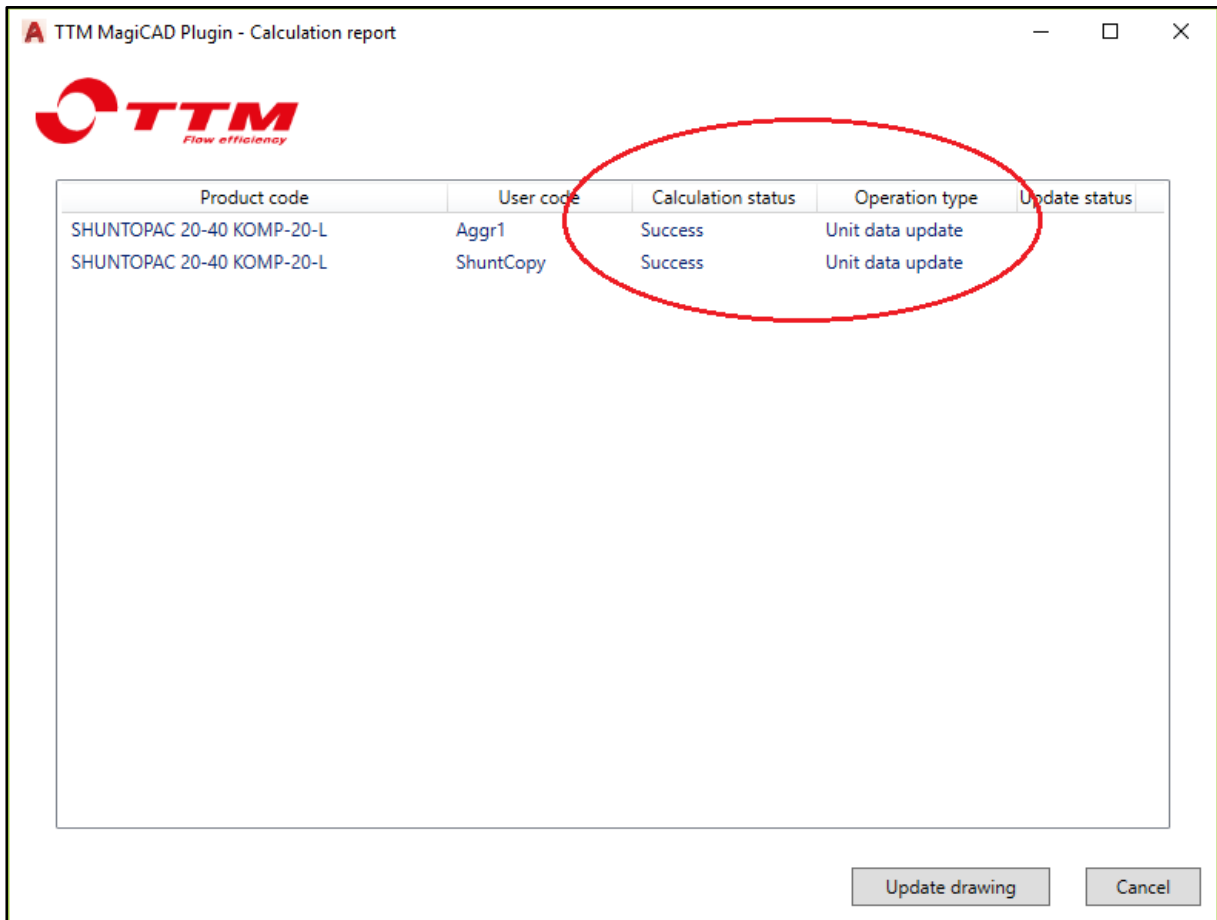 TTM MagiCAD Plugin - Calculation report
TTM
Flow efficiency
Product code User code Calculation status Operation type Update status
SHUNTOPAC 20-40 KOMP-20-L Aggr1 Success Unit data update
SHUNTOPAC 20-40 KOMP-20-L ShuntCopy Success Unit data update
Update drawing Cancel